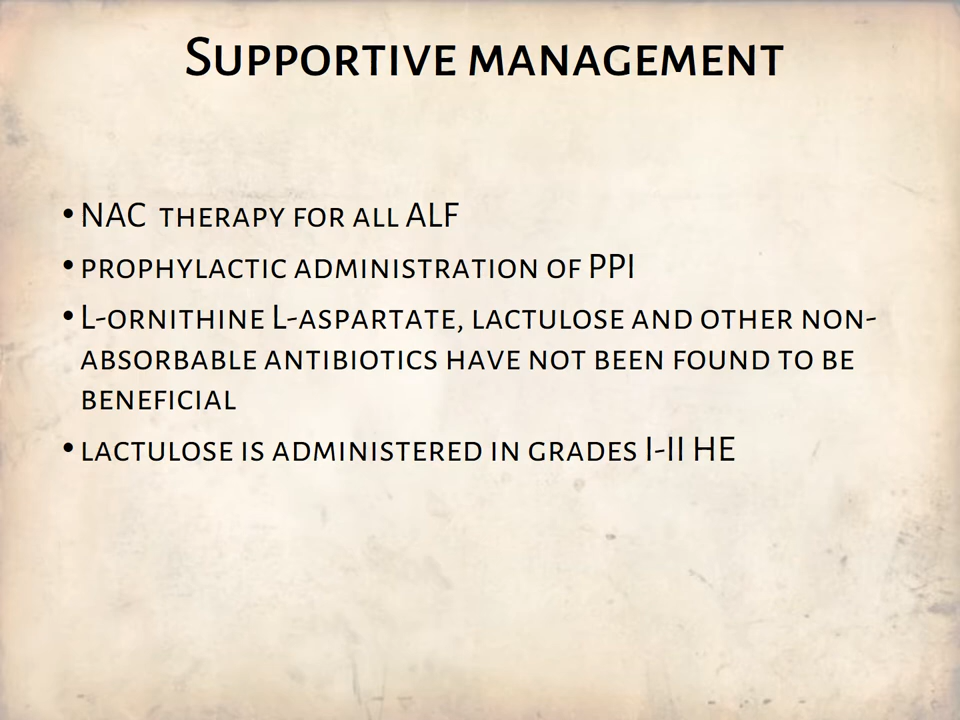 Supportive management
• NAC therapy for all ALF
• prophylactic administration of PPI
• L-ornithine L-aspartate, lactulose and other non-
absorbable antibiotics have not been found to be
beneficial
• lactulose is administered in grades I-II HE